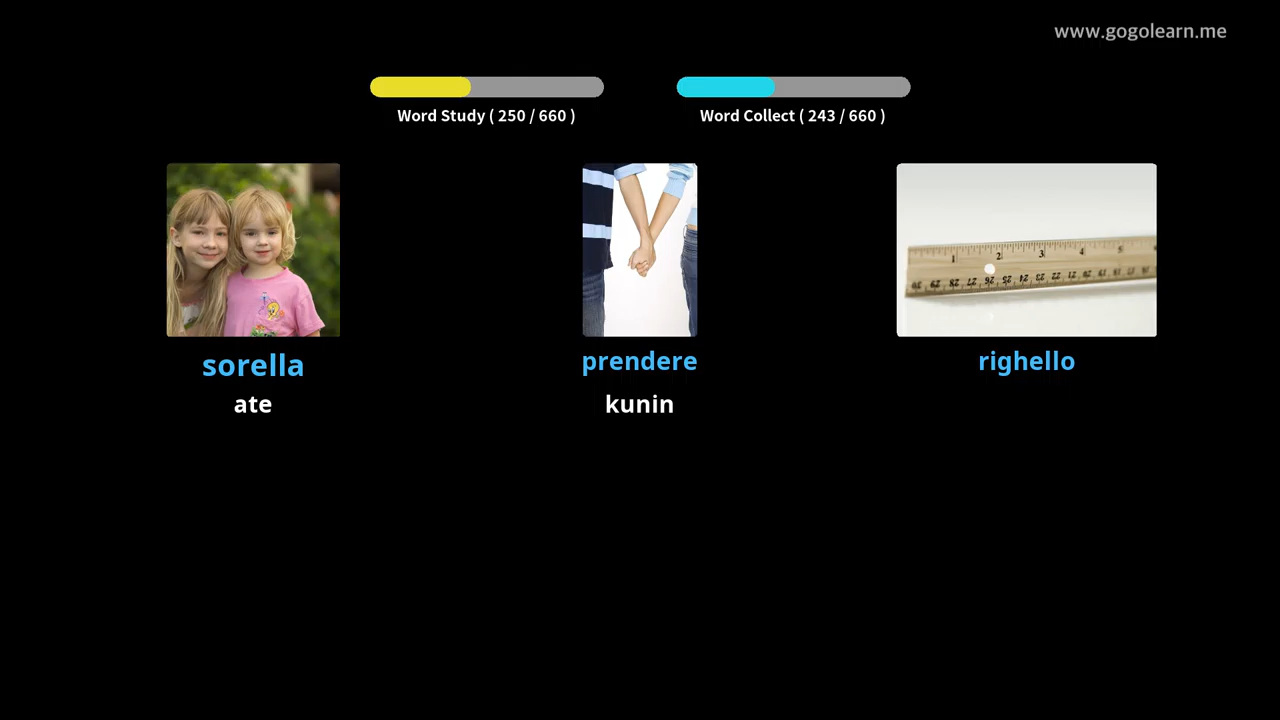 www.gogolearn.me
Word Study ( 250 / 660 )
Word Collect ( 243 / 660 )
sorella
prendere
righello
ate
kunin